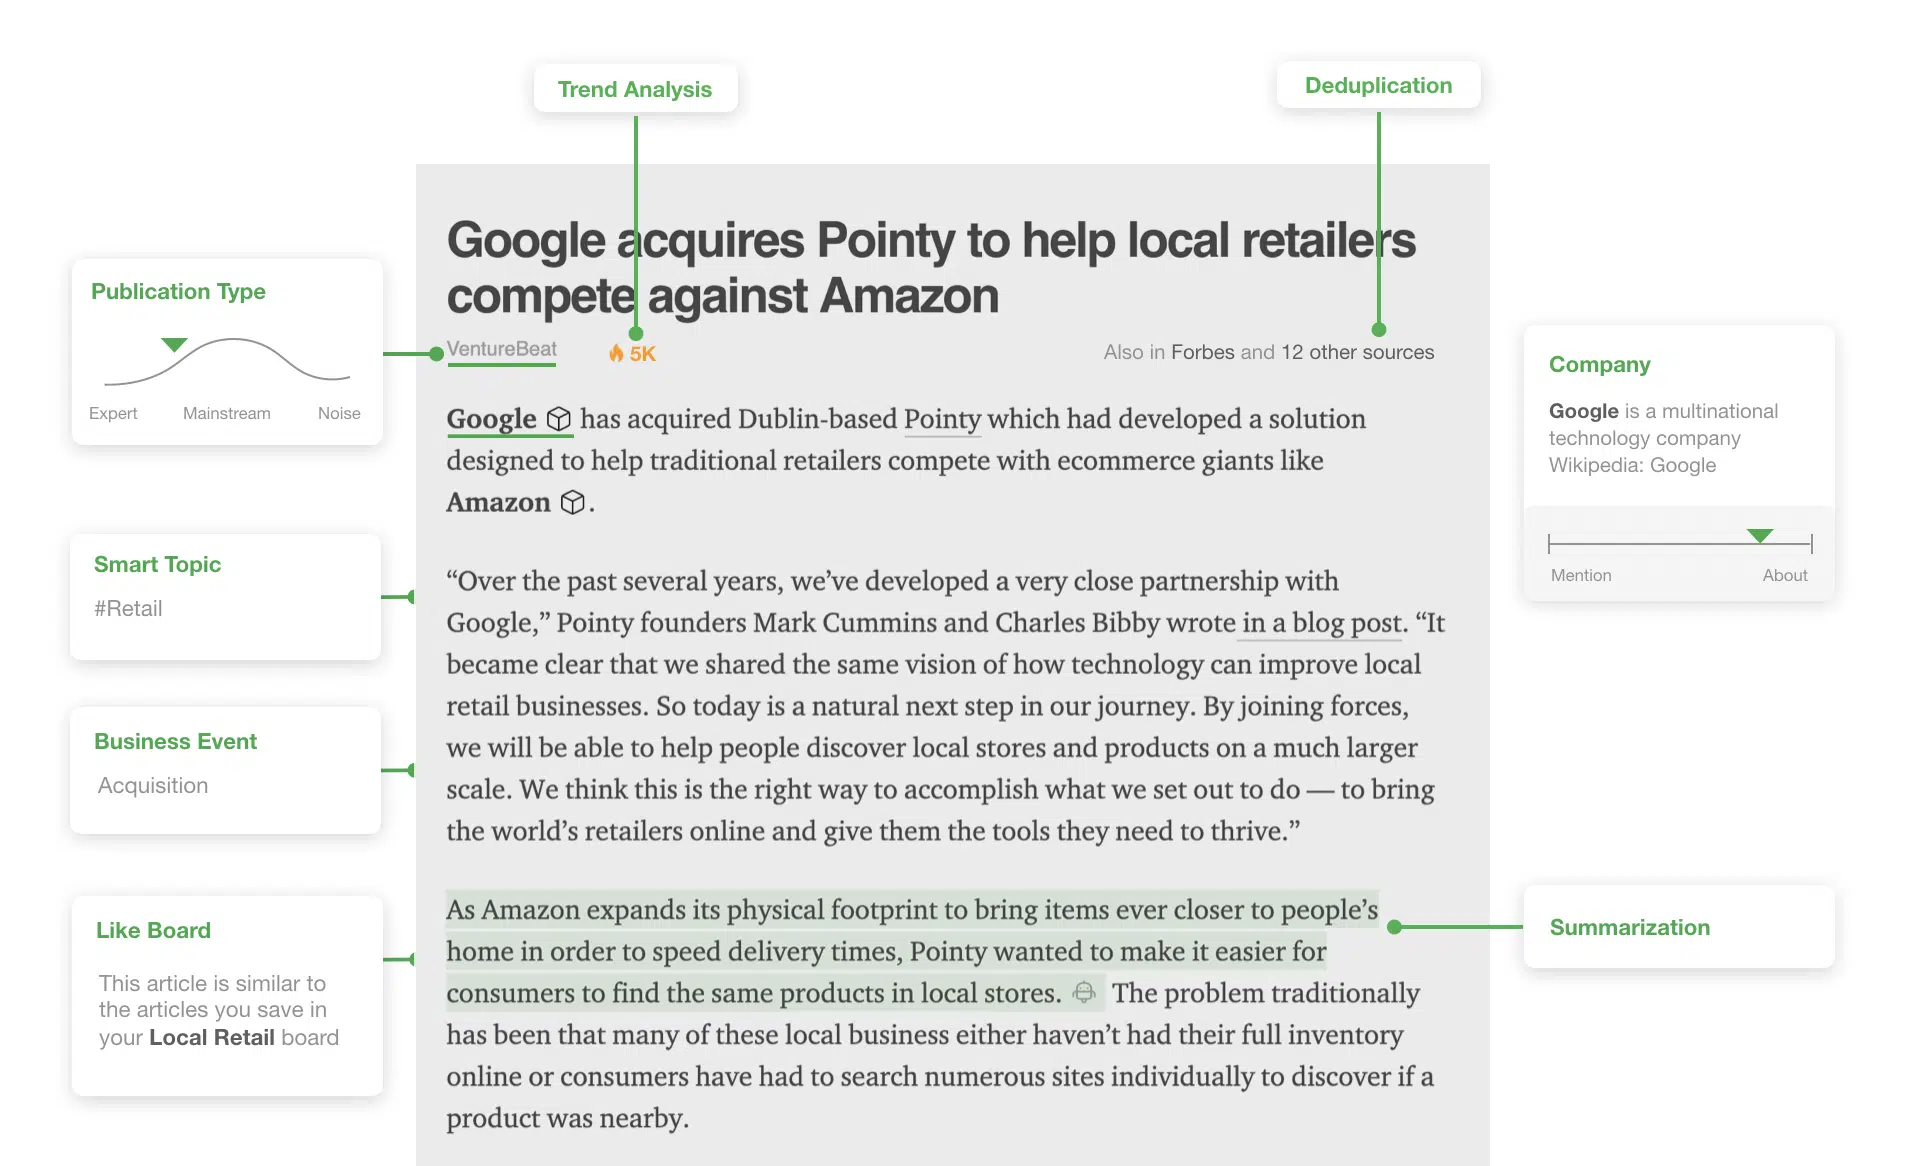 Trend Analysis
Deduplication
Google acquires Pointy to help local retailers
compete against Amazon
VentureBeat
5K
Also in Forbes and 12 other sources
Publication Type
Expert
Mainstream
Noise
Google has acquired Dublin-based Pointy which had developed a solution
designed to help traditional retailers compete with ecommerce giants like
Amazon .
Company
Google is a multinational
technology company
Wikipedia: Google
Mention
About
Smart Topic
#Retail
“Over the past several years, we’ve developed a very close partnership with
Google,” Pointy founders Mark Cummins and Charles Bibby wrote in a blog post. “It
became clear that we shared the same vision of how technology can improve local
retail businesses. So today is a natural next step in our journey. By joining forces,
we will be able to help people discover local stores and products on a much larger
scale. We think this is the right way to accomplish what we set out to do — to bring
the world’s retailers online and give them the tools they need to thrive.”
Business Event
Acquisition
Like Board
This article is similar to
the articles you save in
your Local Retail board
As Amazon expands its physical footprint to bring items ever closer to people’s
home in order to speed delivery times, Pointy wanted to make it easier for
consumers to find the same products in local stores. The problem traditionally
has been that many of these local business either haven’t had their full inventory
online or consumers have had to search numerous sites individually to discover if a
product was nearby.
Summarization